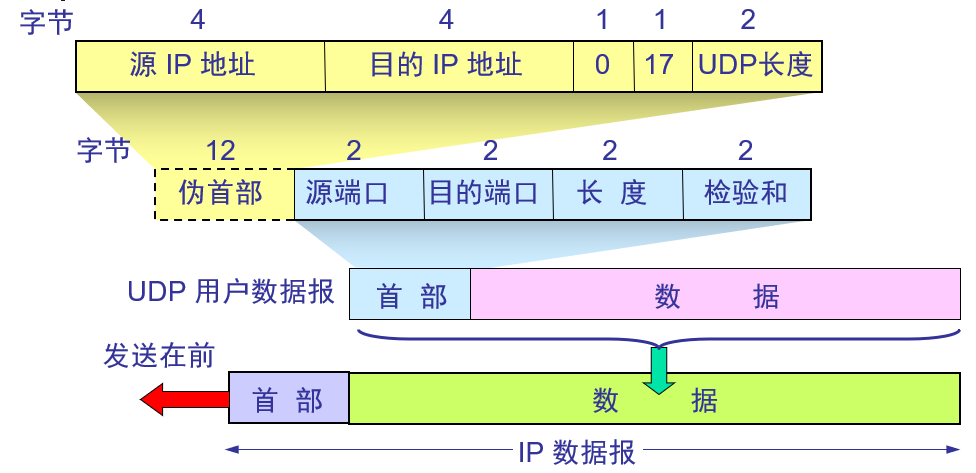 字节 4 4 1 1 2
源 IP 地址 目的 IP 地址 0 17 UDP长度
字节 12 2 2 2 2
伪首部 源端口 目的端口 长 度 检验和
UDP 用户数据报 首 部 数 据
发送在前
首 部 数 据
IP 数据报